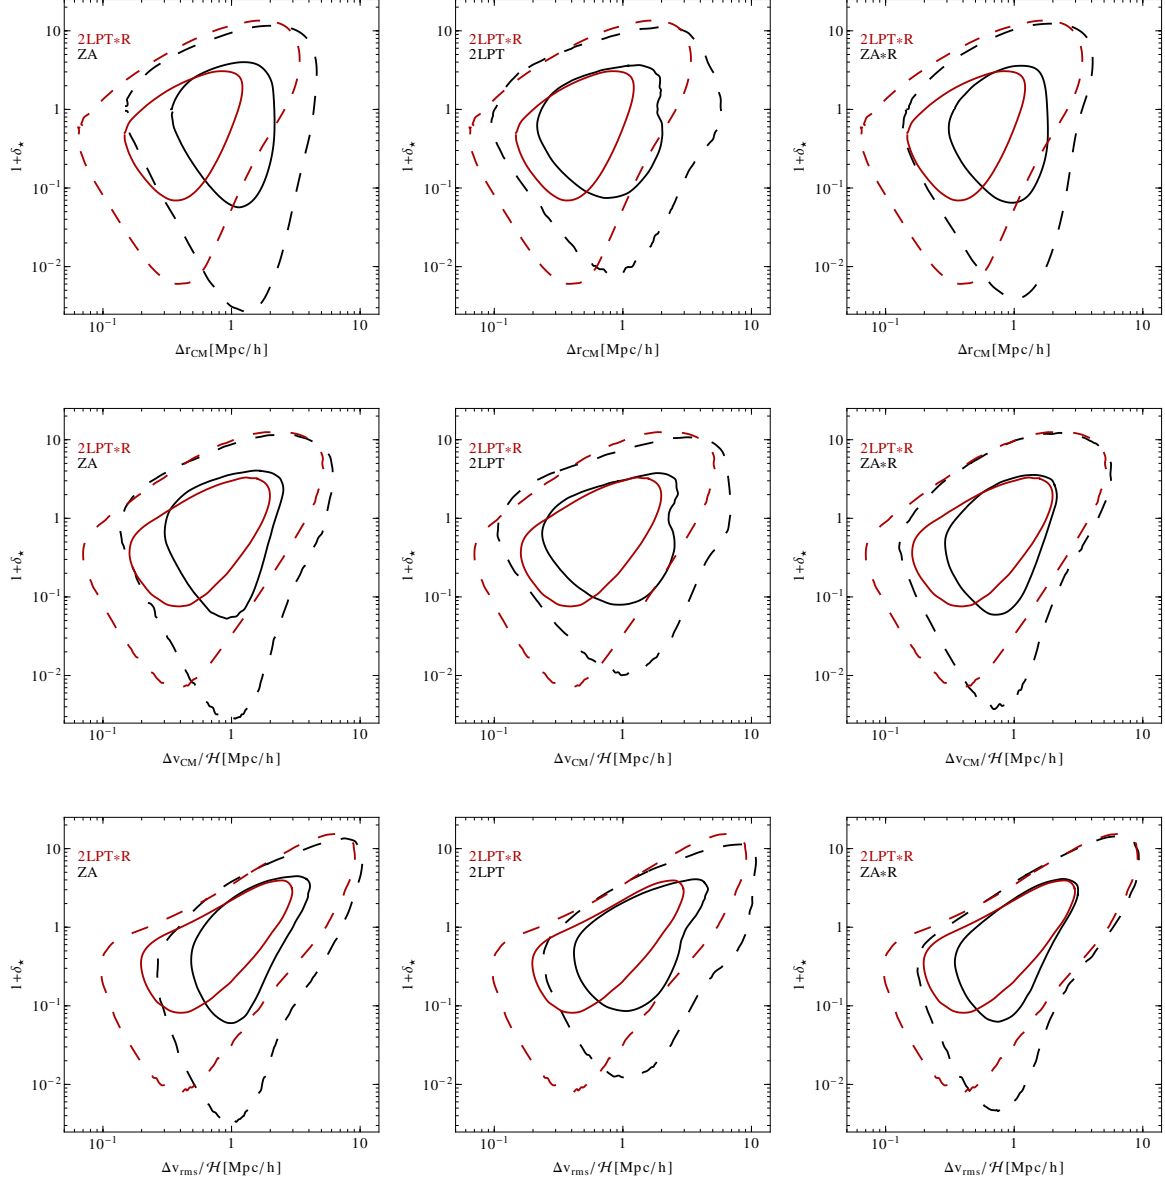 10
1
10⁻¹
10⁻²
1+δ⋆
2LPT∗R
ZA
10⁻¹ 1 10
Δr_CM[Mpc/h]
10
1
10⁻¹
10⁻²
1+δ⋆
2LPT∗R
2LPT
10⁻¹ 1 10
Δr_CM[Mpc/h]
10
1
10⁻¹
10⁻²
1+δ⋆
2LPT∗R
ZA∗R
10⁻¹ 1 10
Δr_CM[Mpc/h]
10
1
10⁻¹
10⁻²
1+δ⋆
2LPT∗R
ZA
10⁻¹ 1 10
Δv_CM/ℋ[Mpc/h]
10
1
10⁻¹
10⁻²
1+δ⋆
2LPT∗R
2LPT
10⁻¹ 1 10
Δv_CM/ℋ[Mpc/h]
10
1
10⁻¹
10⁻²
1+δ⋆
2LPT∗R
ZA∗R
10⁻¹ 1 10
Δv_CM/ℋ[Mpc/h]
10
1
10⁻¹
10⁻²
1+δ⋆
2LPT∗R
ZA
10⁻¹ 1 10
Δv_rms/ℋ[Mpc/h]
10
1
10⁻¹
10⁻²
1+δ⋆
2LPT∗R
2LPT
10⁻¹ 1 10
Δv_rms/ℋ[Mpc/h]
10
1
10⁻¹
10⁻²
1+δ⋆
2LPT∗R
ZA∗R
10⁻¹ 1 10
Δv_rms/ℋ[Mpc/h]